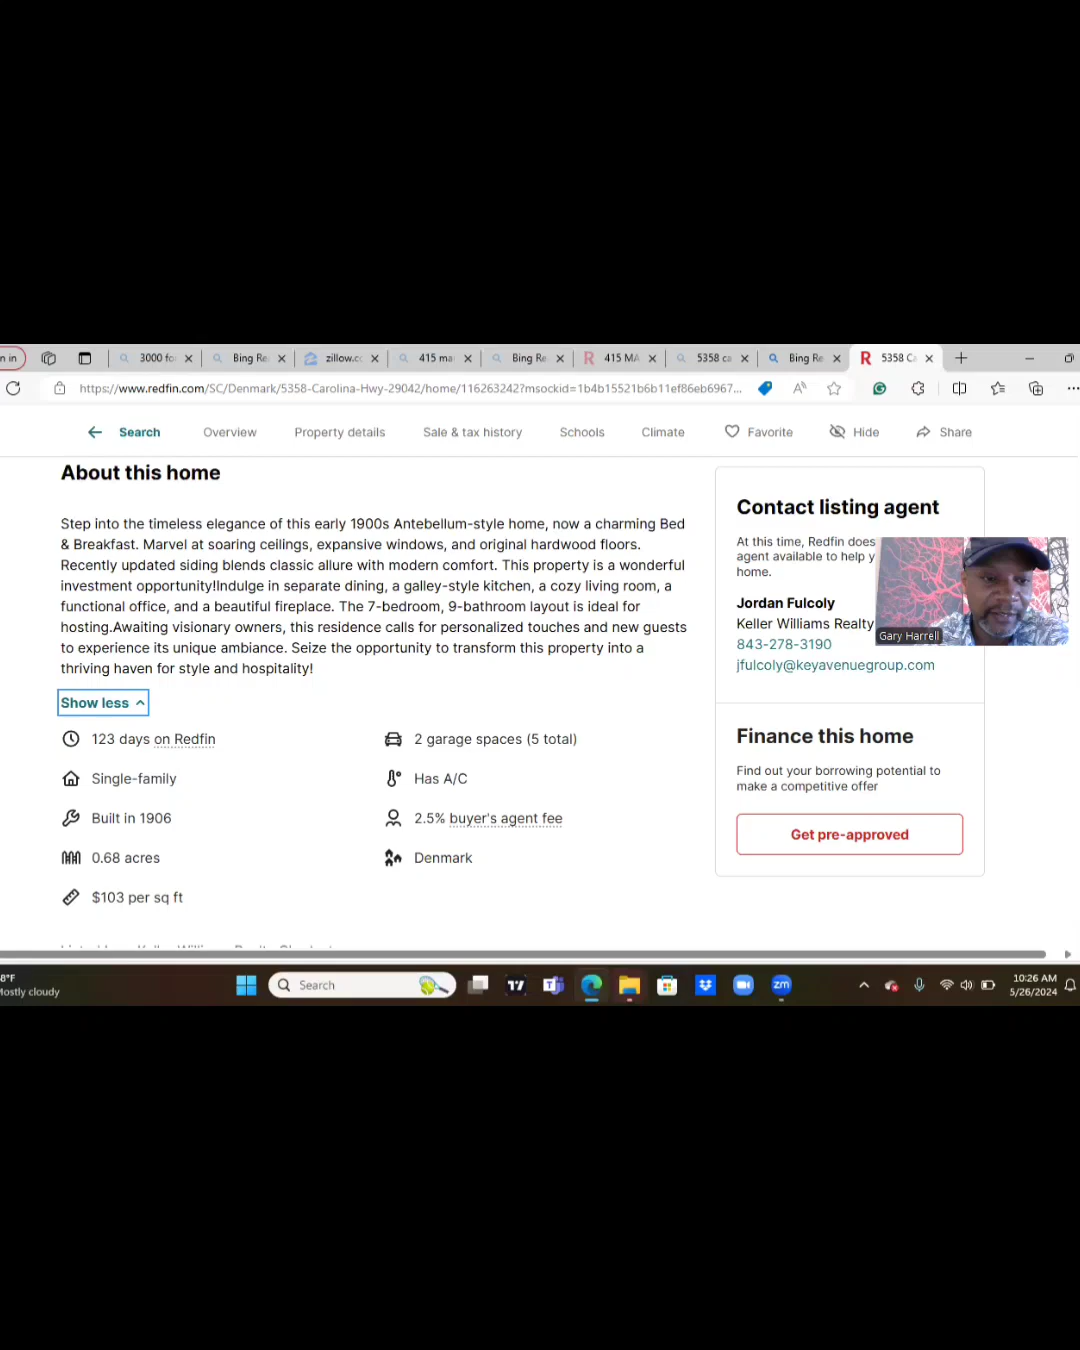 n in
3000 fo
Bing Re
zillow.cc
415 ma
Bing Re
415 MA
5358 ca
Bing Re
5358 Ca
https://www.redfin.com/SC/Denmark/5358-Carolina-Hwy-29042/home/116263242?msockid=1b4b15521b6b11ef86eb6967...
Search
Overview
Property details
Sale & tax history
Schools
Climate
Favorite
Hide
Share
About this home
Step into the timeless elegance of this early 1900s Antebellum-style home, now a charming Bed
& Breakfast. Marvel at soaring ceilings, expansive windows, and original hardwood floors.
Recently updated siding blends classic allure with modern comfort. This property is a wonderful
investment opportunity!Indulge in separate dining, a galley-style kitchen, a cozy living room, a
functional office, and a beautiful fireplace. The 7-bedroom, 9-bathroom layout is ideal for
hosting.Awaiting visionary owners, this residence calls for personalized touches and new guests
to experience its unique ambiance. Seize the opportunity to transform this property into a
thriving haven for style and hospitality!
Show less
123 days on Redfin
2 garage spaces (5 total)
Single-family
Has A/C
Built in 1906
2.5% buyer's agent fee
0.68 acres
Denmark
$103 per sq ft
Contact listing agent
At this time, Redfin does
agent available to help y
home.
Jordan Fulcoly
Keller Williams Realty
843-278-3190
jfulcoly@keyavenuegroup.com
Gary Harrell
Finance this home
Find out your borrowing potential to
make a competitive offer
Get pre-approved
8°F
Mostly cloudy
Search
zm
10:26 AM
5/26/2024